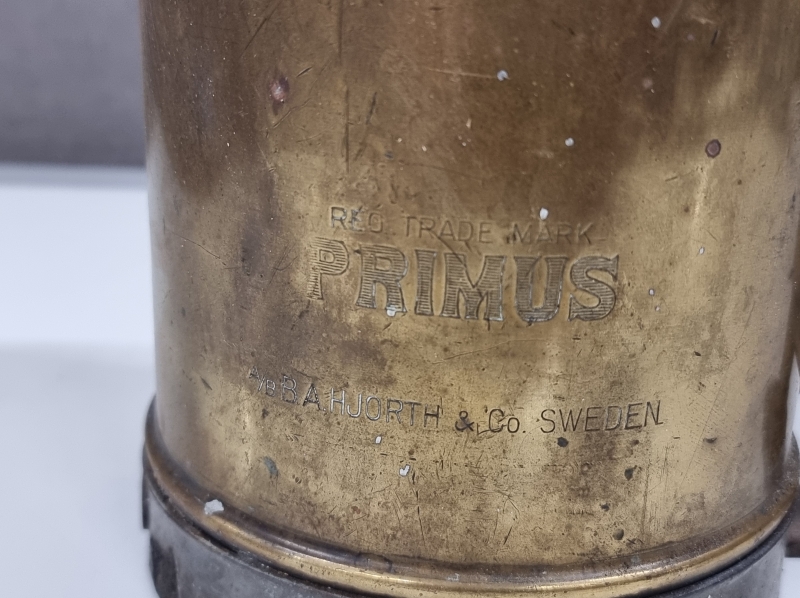 REG. TRADE MARK
PRIMUS
A/B B.A. HJORTH & Co. SWEDEN.